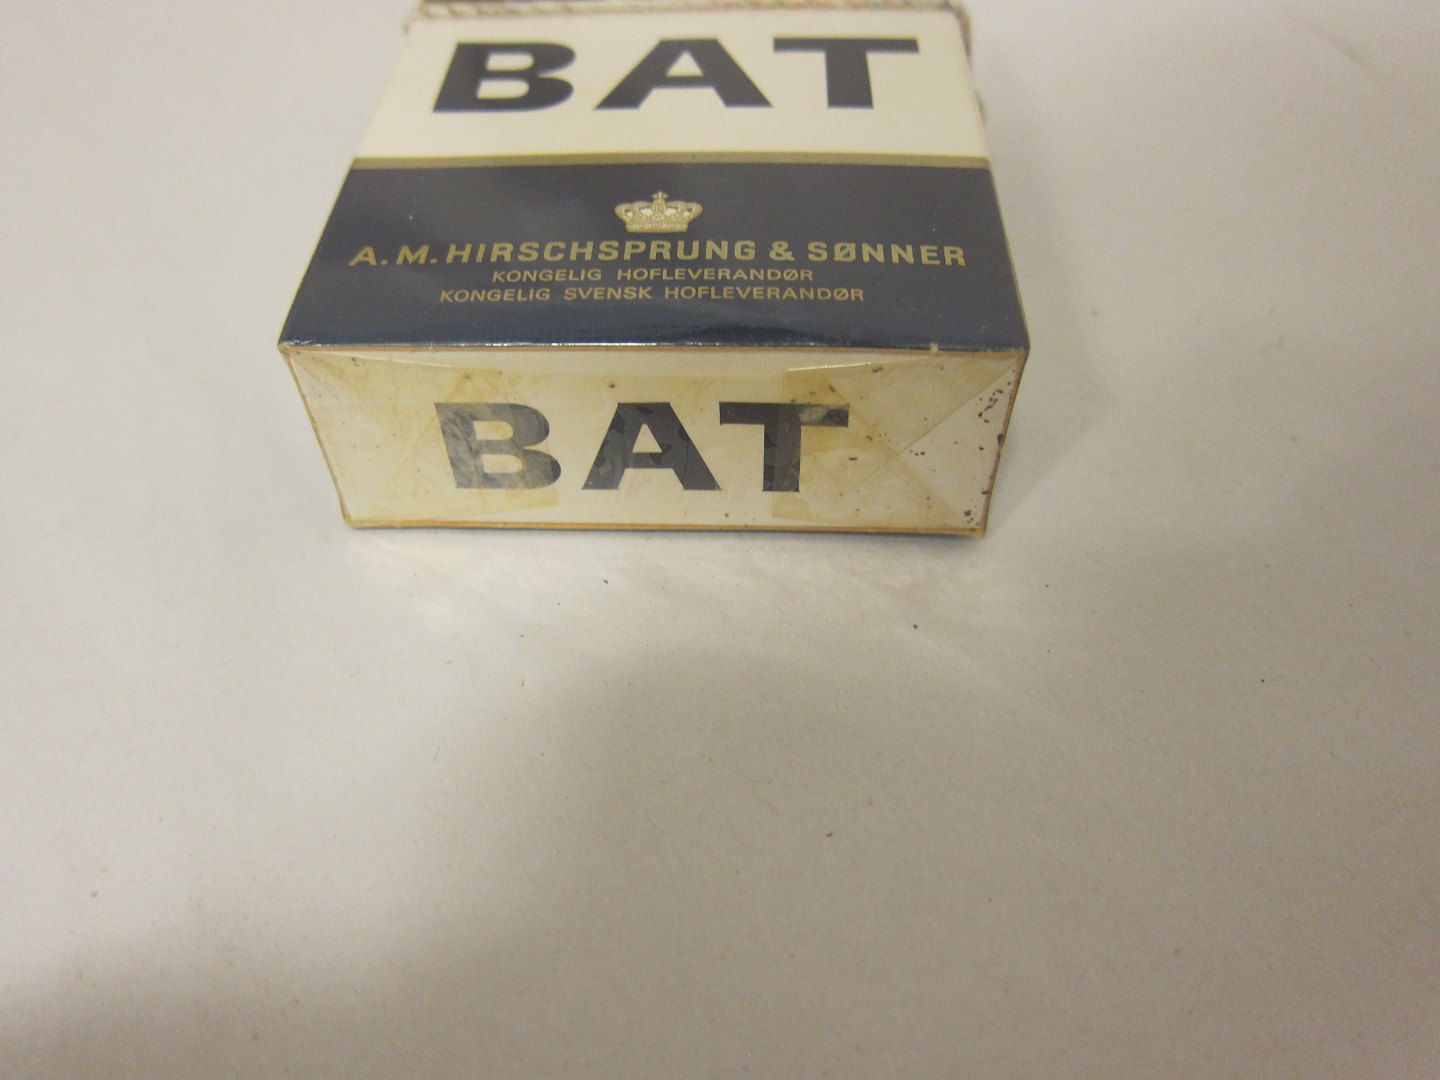 BAT
A. M. HIRSCHSPRUNG & SØNNER
KONGELIG HOFLEVERANDØR
KONGELIG SVENSK HOFLEVERANDØR
BAT